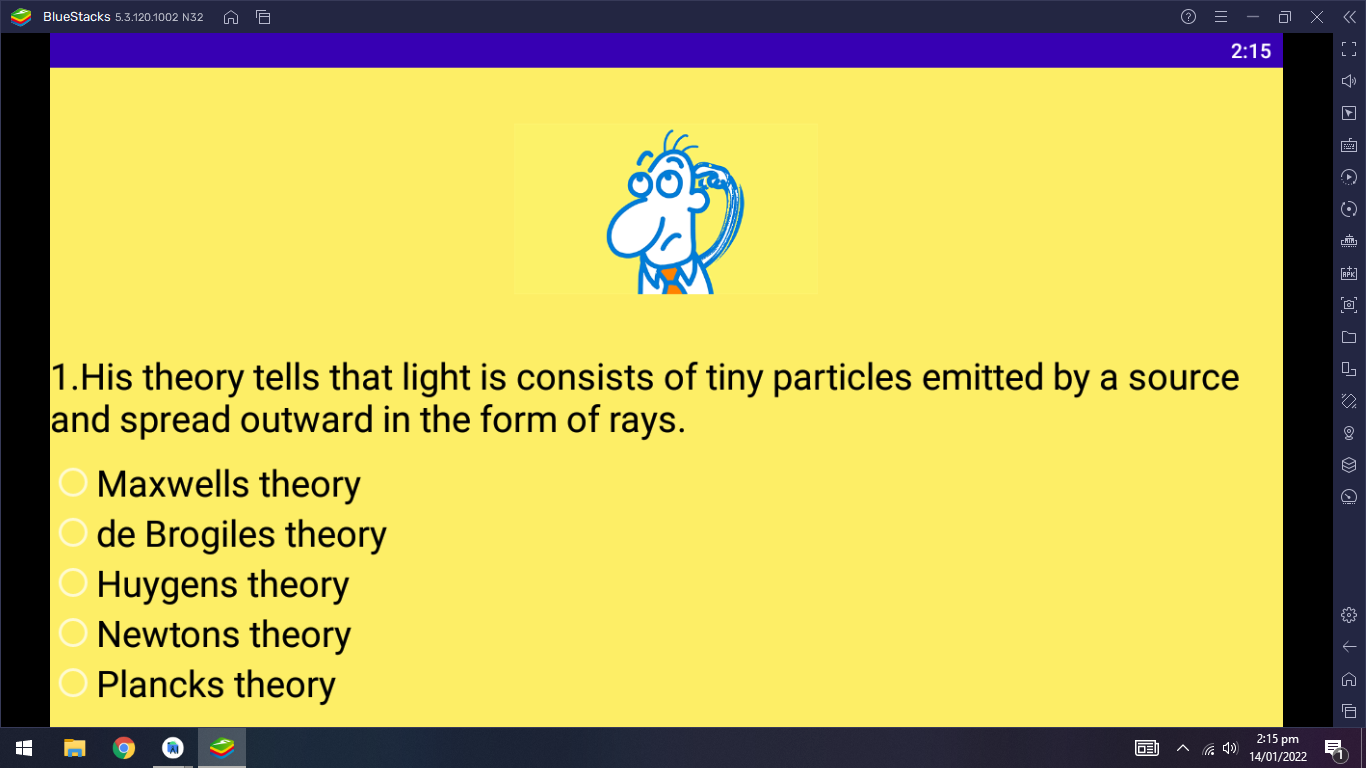 BlueStacks 5.3.120.1002 N32
2:15
1.His theory tells that light is consists of tiny particles emitted by a source
and spread outward in the form of rays.
Maxwells theory
de Brogiles theory
Huygens theory
Newtons theory
Plancks theory
2:15 pm
14/01/2022
1